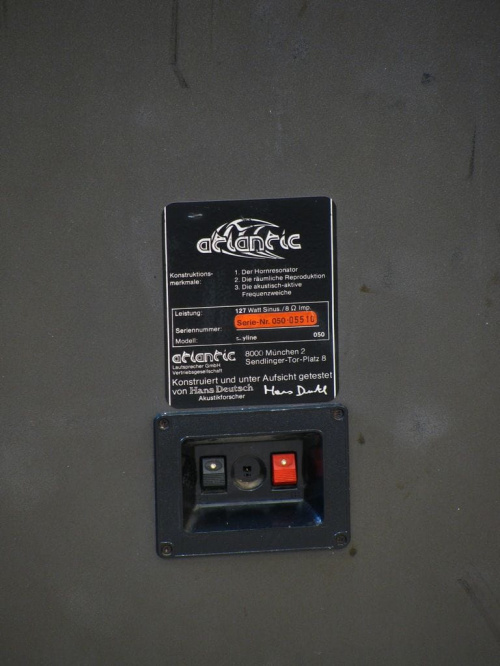 atlantic
Konstruktions-
merkmale:
1. Der Hornresonator
2. Die räumliche Reproduktion
3. Die akustisch-aktive
Frequenzweiche
Leistung: 127 Watt Sinus./8 Ω Imp.
Seriennummer: Serie-Nr. 050-
Modell: yline 050
atlantic
Lautsprecher GmbH
Vertriebsgesellschaft
8000 München 2
Sendlinger-Tor-Platz 8
Konstruiert und unter Aufsicht getestet
von Hans Deutsch
Akustikforscher